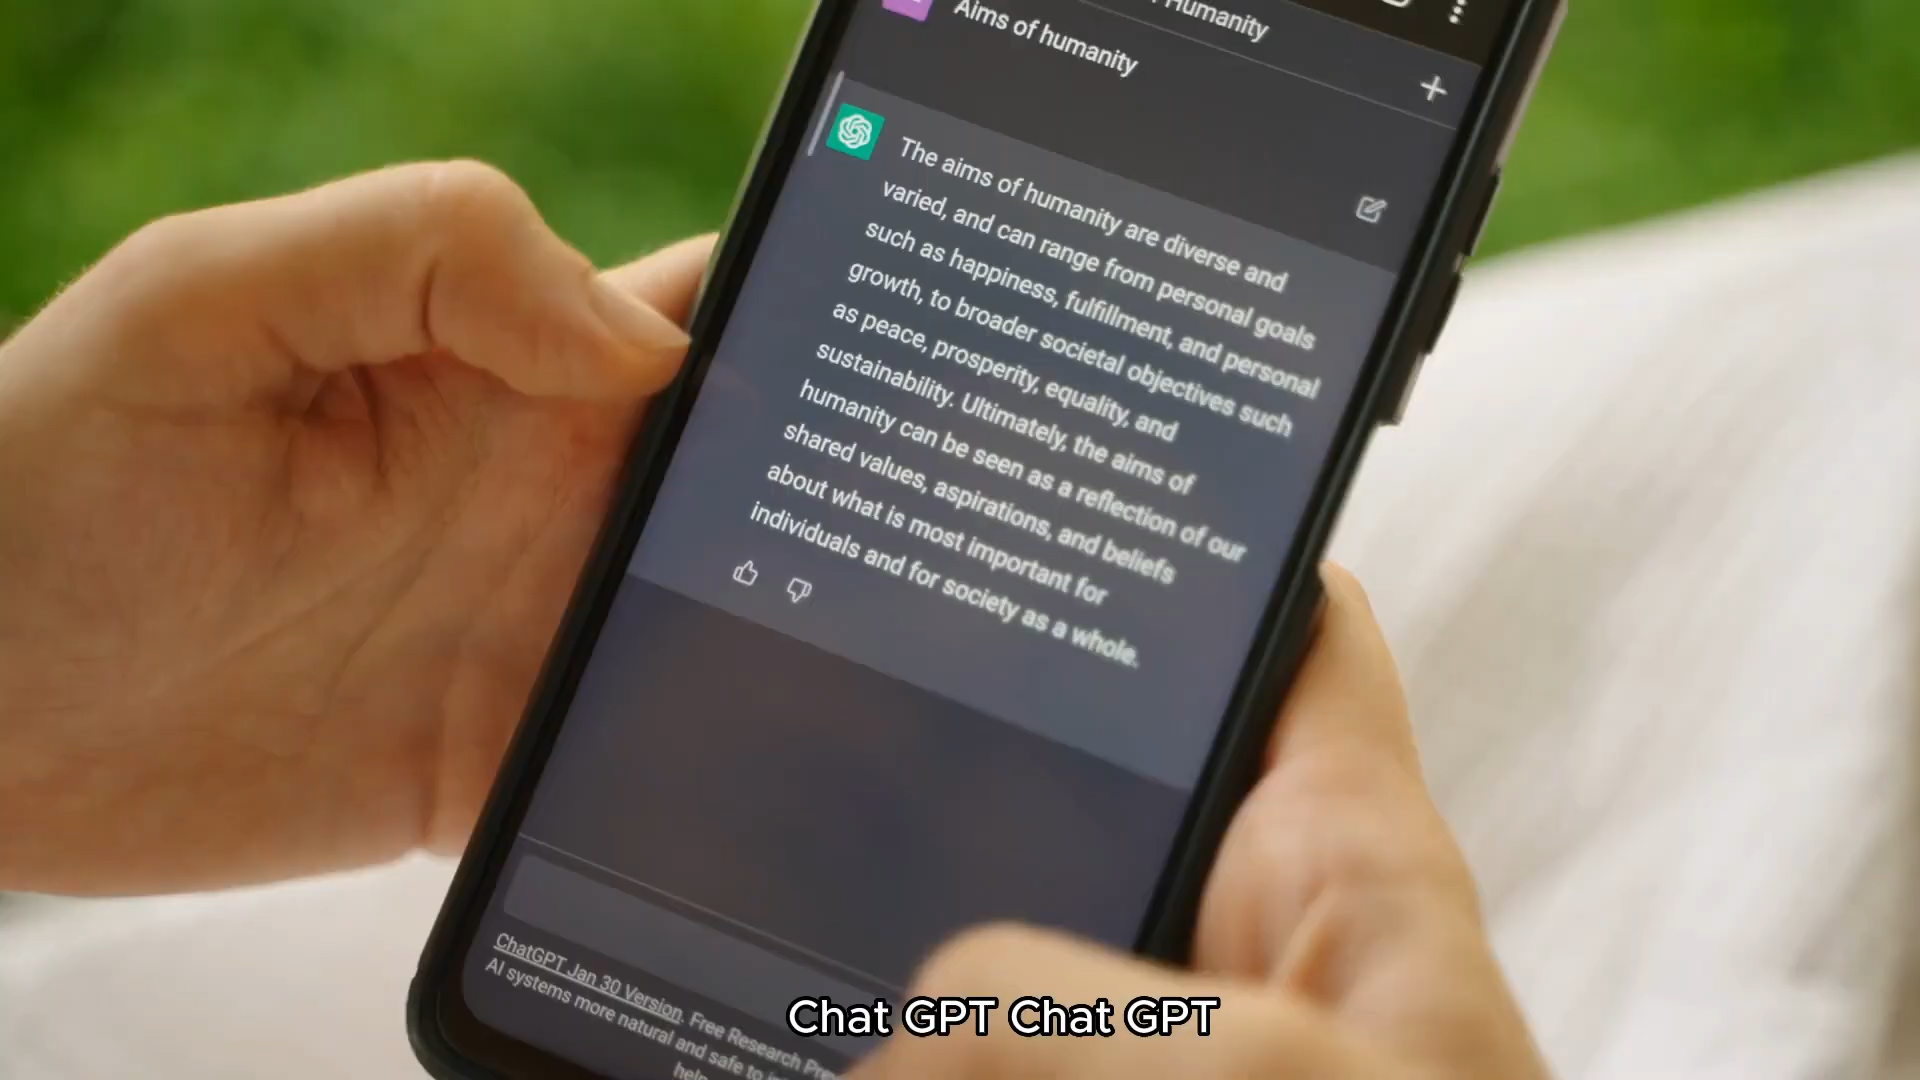 Humanity
Aims of humanity
The aims of humanity are diverse and
varied, and can range from personal goals
such as happiness, fulfillment, and personal
growth, to broader societal objectives such
as peace, prosperity, equality, and
sustainability. Ultimately, the aims of
humanity can be seen as a reflection of our
shared values, aspirations, and beliefs
about what is most important for
individuals and for society as a whole.
ChatGPT Jan 30 Version. Free Research
AI systems more natural and safe to
Chat GPT Chat GPT